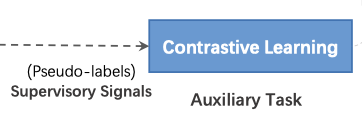 Contrastive Learning
(Pseudo-labels)
Supervisory Signals
Auxiliary Task